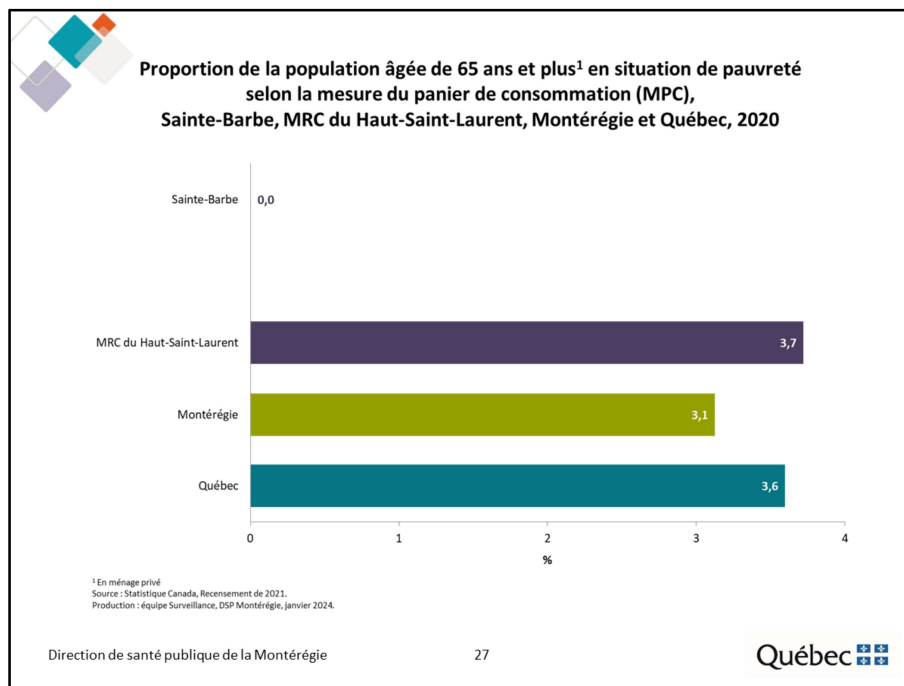 Proportion de la population âgée de 65 ans et plus¹ en situation de pauvreté
selon la mesure du panier de consommation (MPC),
Sainte-Barbe, MRC du Haut-Saint-Laurent, Montérégie et Québec, 2020
Sainte-Barbe 0,0
MRC du Haut-Saint-Laurent 3,7
Montérégie 3,1
Québec 3,6
0 1 2 3 4
%
¹ En ménage privé
Source : Statistique Canada, Recensement de 2021.
Production : équipe Surveillance, DSP Montérégie, janvier 2024.
Direction de santé publique de la Montérégie 27 Québec